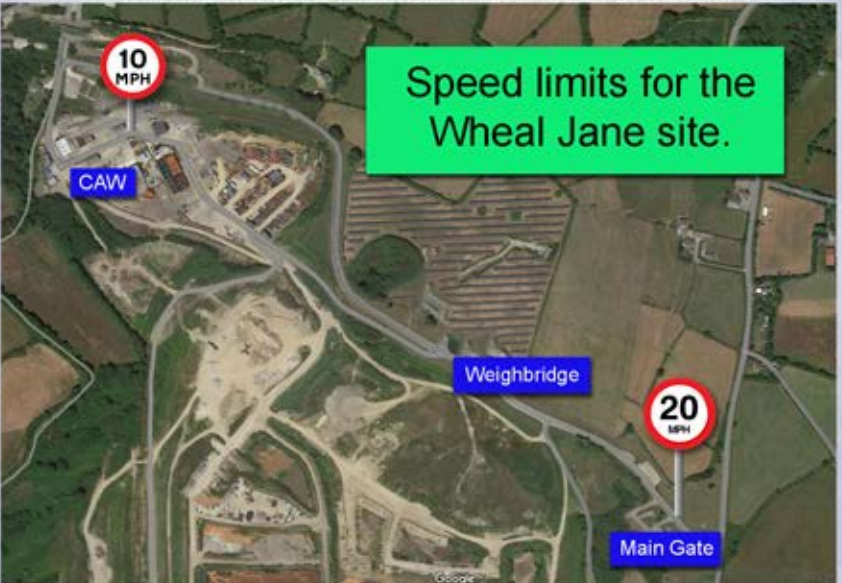 10
MPH
Speed limits for the
Wheal Jane site.
CAW
Weighbridge
20
MPH
Main Gate
Google